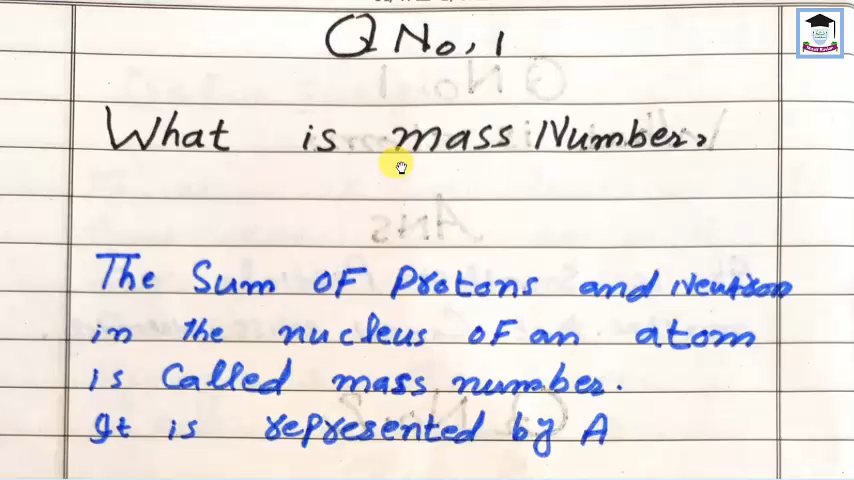 Q No, 1
What is mass Number,
The Sum OF Protons and Neutron
in the nucleus OF an atom
is Called mass number.
It is represented by A